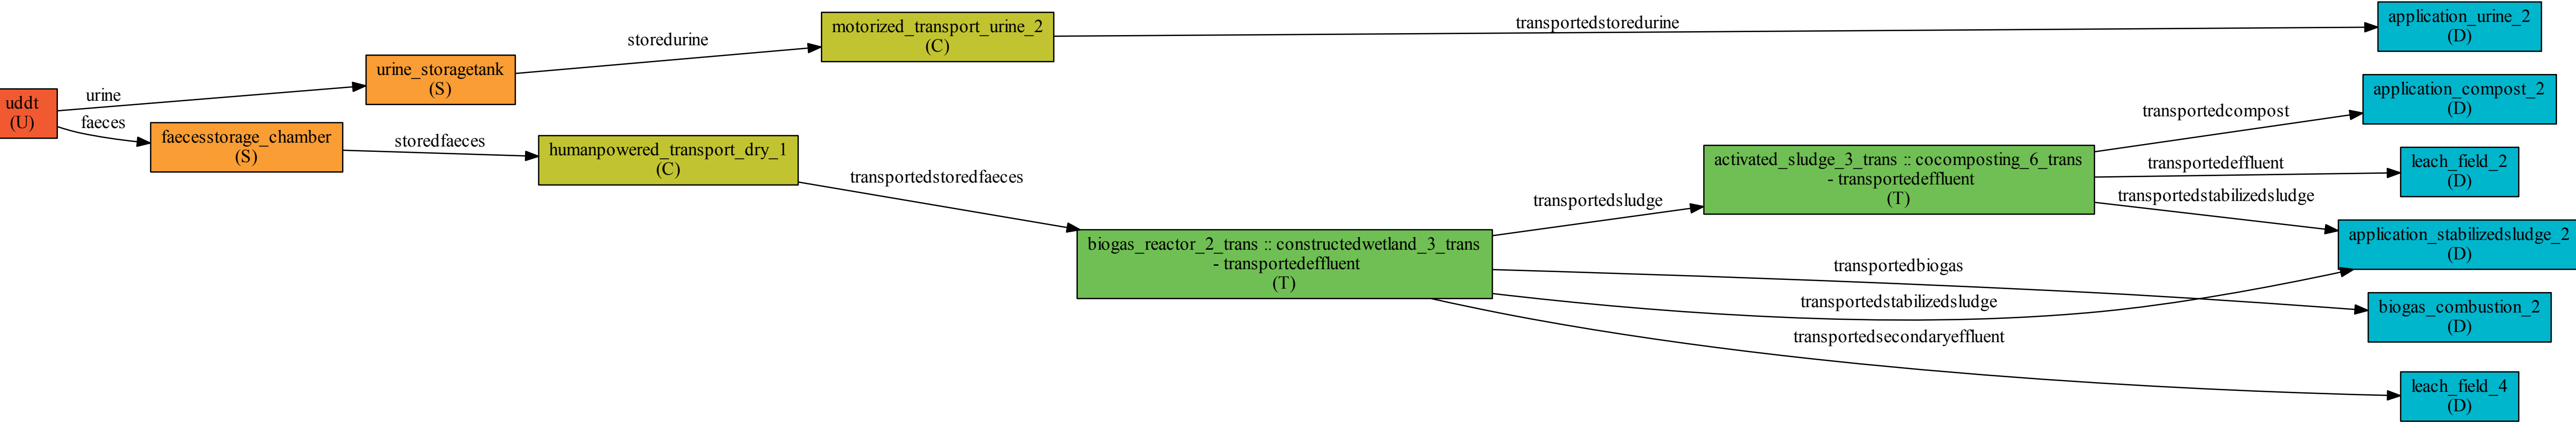 uddt
(U)
urine
faeces
urine_storagetank
(S)
faecesstorage_chamber
(S)
storedurine
storedfaeces
motorized_transport_urine_2
(C)
humanpowered_transport_dry_1
(C)
transportedstoredurine
transportedstoredfaeces
biogas_reactor_2_trans :: constructedwetland_3_trans
- transportedeffluent
(T)
transportedsludge
activated_sludge_3_trans :: cocomposting_6_trans
- transportedeffluent
(T)
transportedcompost
transportedeffluent
transportedstabilizedsludge
transportedbiogas
transportedstabilizedsludge
transportedsecondaryeffluent
application_urine_2
(D)
application_compost_2
(D)
leach_field_2
(D)
application_stabilizedsludge_2
(D)
biogas_combustion_2
(D)
leach_field_4
(D)